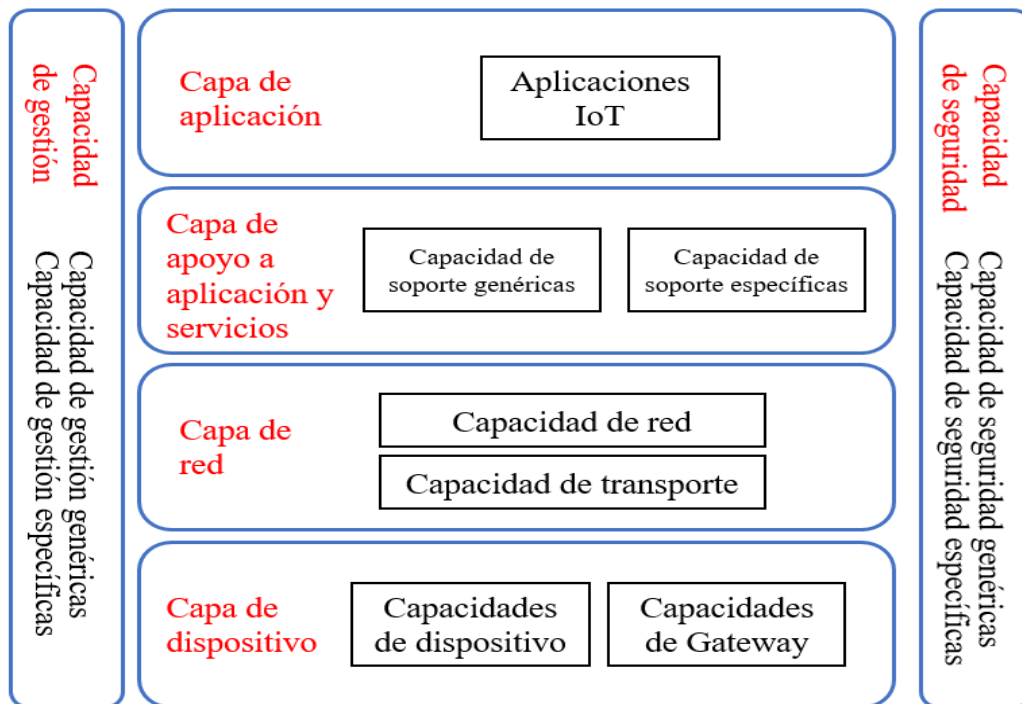 Capacidad
de gestión
Capacidad de gestión genéricas
Capacidad de gestión específicas
Capa de
aplicación
Aplicaciones
IoT
Capa de
apoyo a
aplicación y
servicios
Capacidad de
soporte genéricas
Capacidad de
soporte específicas
Capa de
red
Capacidad de red
Capacidad de transporte
Capa de
dispositivo
Capacidades
de dispositivo
Capacidades
de Gateway
Capacidad
de seguridad
Capacidad de seguridad genéricas
Capacidad de seguridad específicas